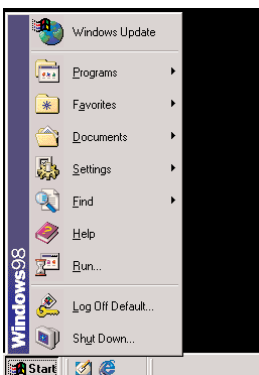 Windows Update
Programs
Favorites
Documents
Settings
Find
Help
Run...
Log Off Default...
Shut Down...
Windows98
Start